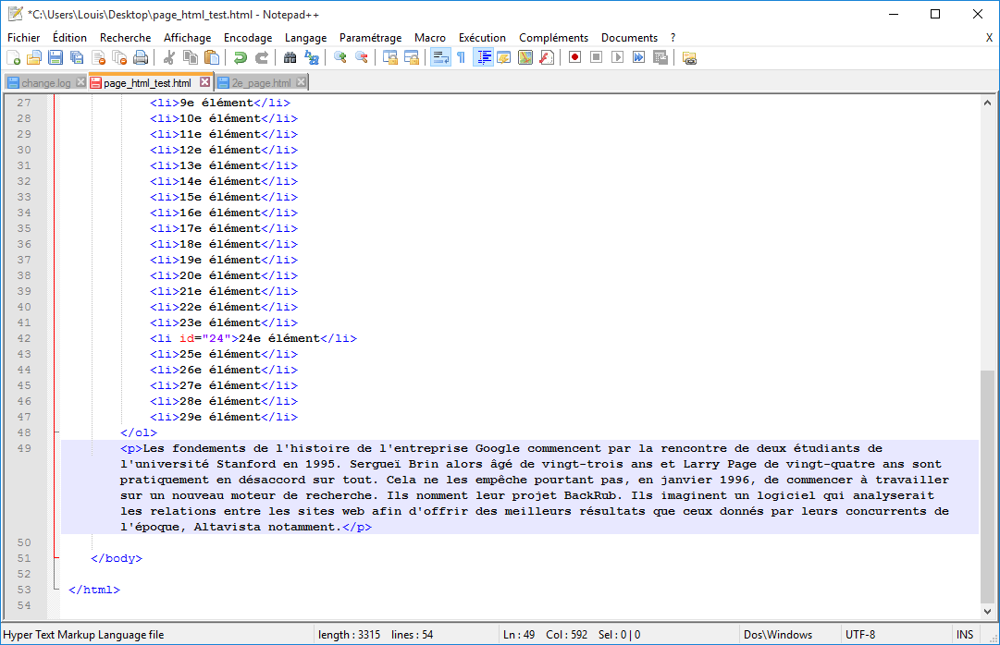 *C:\Users\Louis\Desktop\page_html_test.html - Notepad++
Fichier Édition Recherche Affichage Encodage Langage Paramétrage Macro Exécution Compléments Documents ? X
change.log page_html_test.html 2e_page.html
27 <li>9e élément</li>
28 <li>10e élément</li>
29 <li>11e élément</li>
30 <li>12e élément</li>
31 <li>13e élément</li>
32 <li>14e élément</li>
33 <li>15e élément</li>
34 <li>16e élément</li>
35 <li>17e élément</li>
36 <li>18e élément</li>
37 <li>19e élément</li>
38 <li>20e élément</li>
39 <li>21e élément</li>
40 <li>22e élément</li>
41 <li>23e élément</li>
42 <li id="24">24e élément</li>
43 <li>25e élément</li>
44 <li>26e élément</li>
45 <li>27e élément</li>
46 <li>28e élément</li>
47 <li>29e élément</li>
48 </ol>
49 <p>Les fondements de l'histoire de l'entreprise Google commencent par la rencontre de deux étudiants de
l'université Stanford en 1995. Sergueï Brin alors âgé de vingt-trois ans et Larry Page de vingt-quatre ans sont
pratiquement en désaccord sur tout. Cela ne les empêche pourtant pas, en janvier 1996, de commencer à travailler
sur un nouveau moteur de recherche. Ils nomment leur projet BackRub. Ils imaginent un logiciel qui analyserait
les relations entre les sites web afin d'offrir des meilleurs résultats que ceux donnés par leurs concurrents de
l'époque, Altavista notamment.</p>
50
51 </body>
52
53 </html>
54
Hyper Text Markup Language file length : 3315 lines : 54 Ln : 49 Col : 592 Sel : 0 | 0 Dos\Windows UTF-8 INS